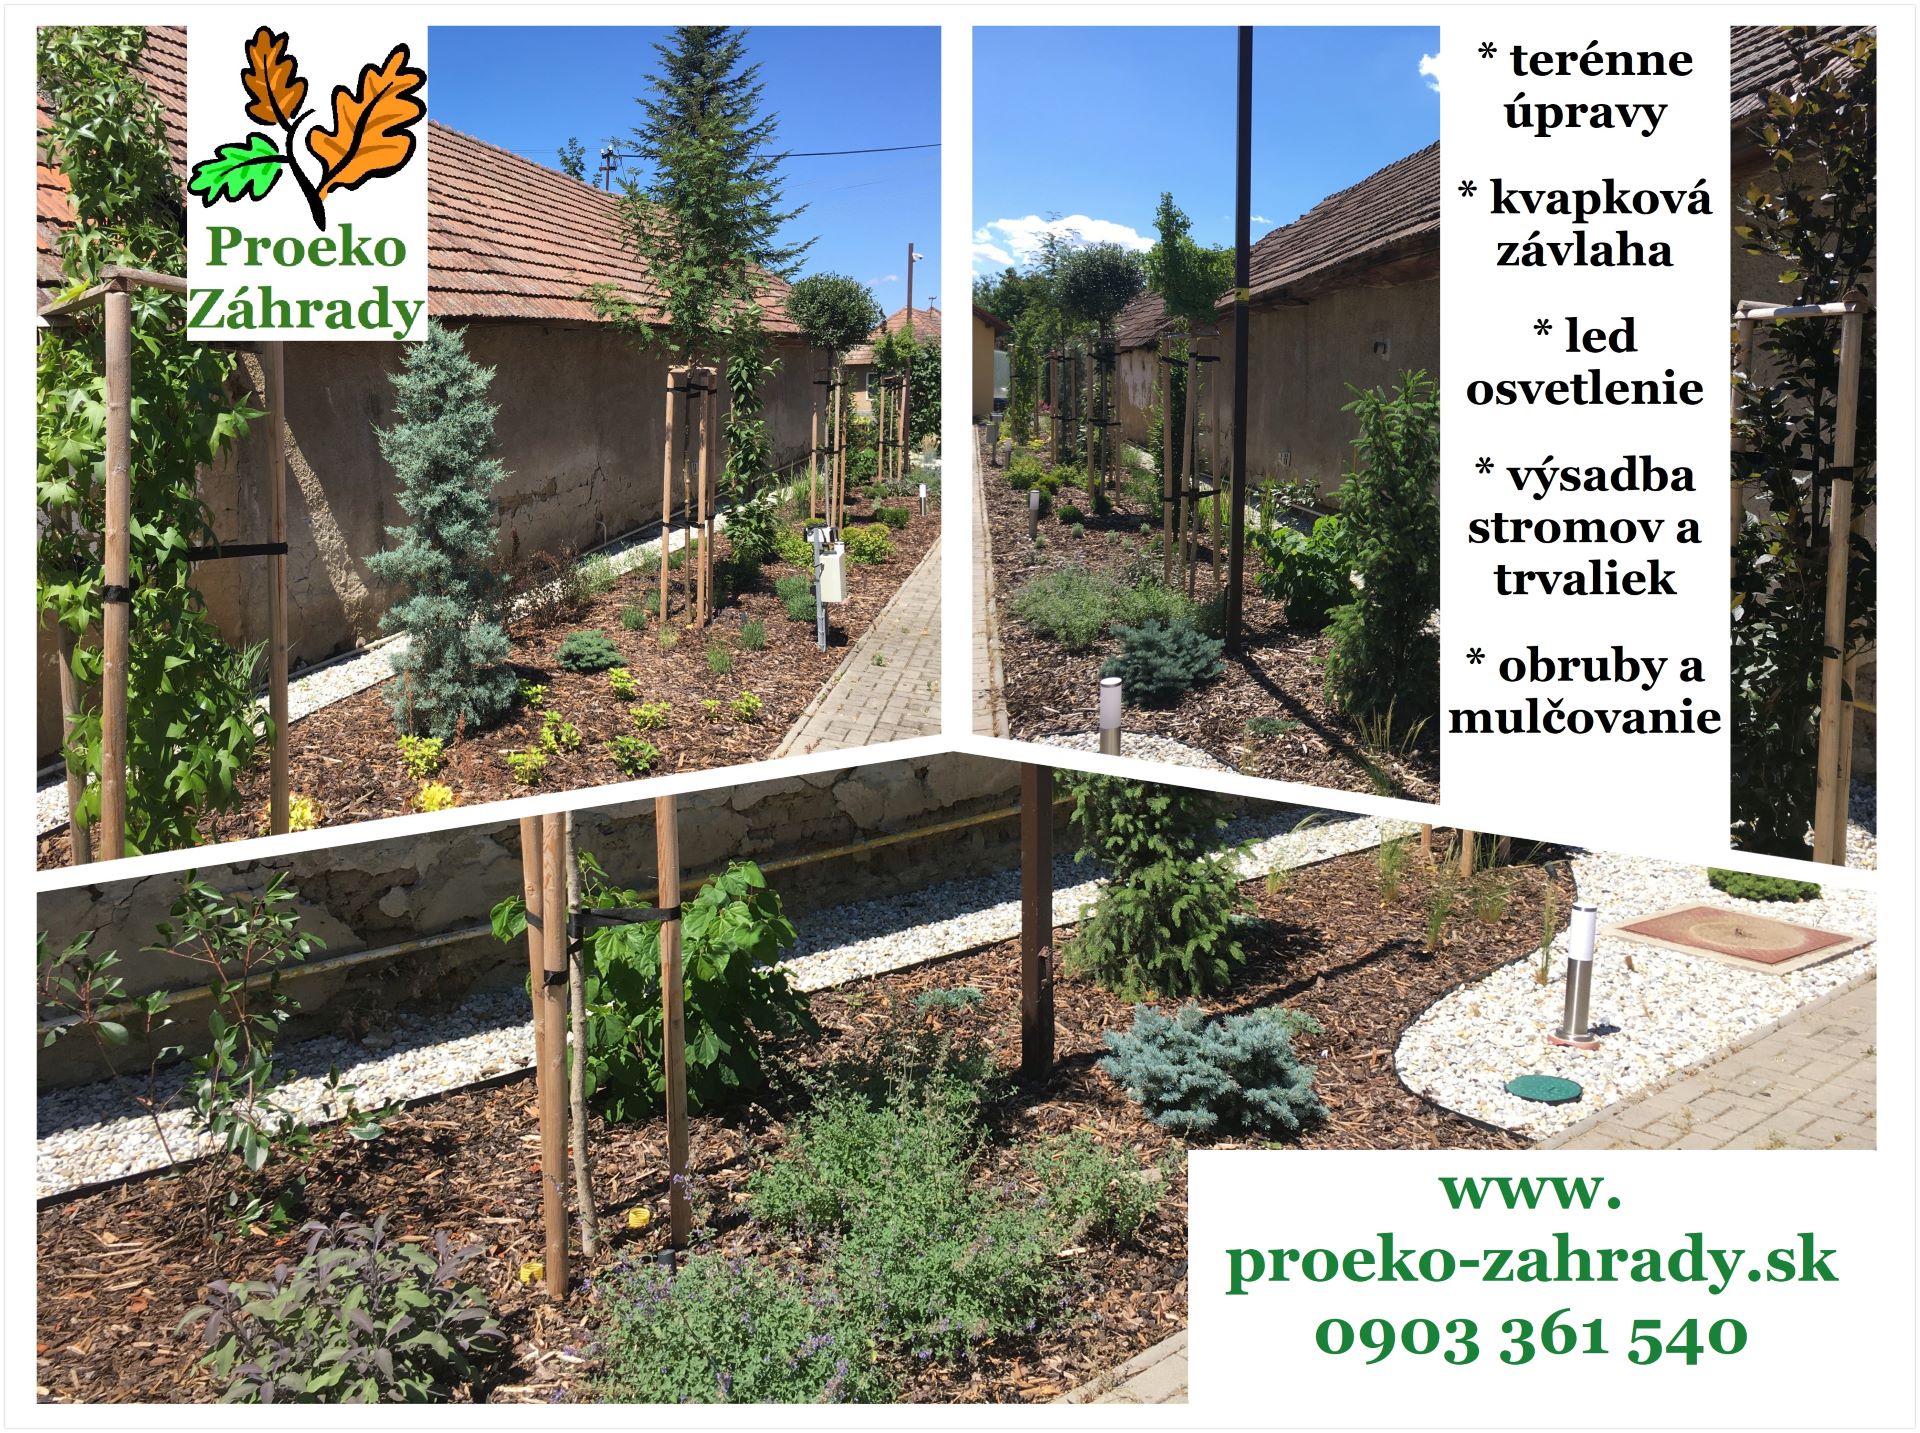 Proeko
Záhrady
* terénne
úpravy
* kvapková
závlaha
* led
osvetlenie
* výsadba
stromov a
trvaliek
* obruby a
mulčovanie
www.
proeko-zahrady.sk
0903 361 540